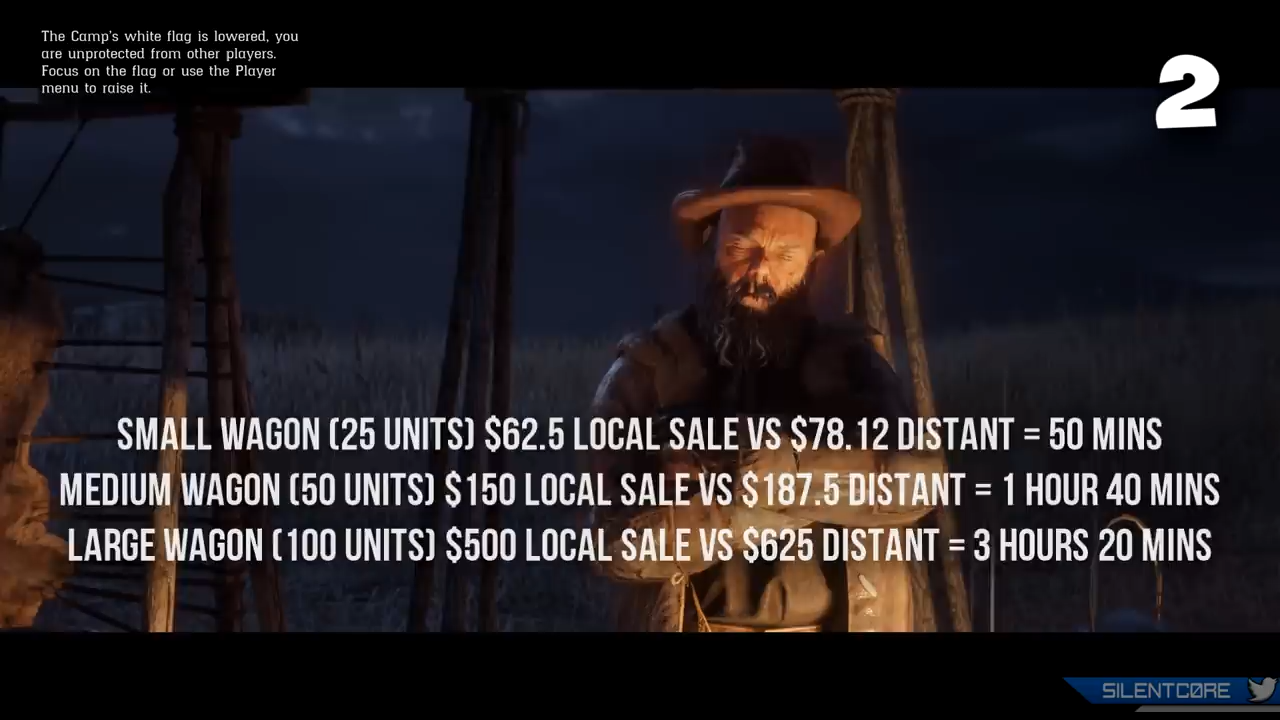 The Camp's white flag is lowered, you
are unprotected from other players.
Focus on the flag or use the Player
menu to raise it.
2
SMALL WAGON (25 UNITS) $62.5 LOCAL SALE VS $78.12 DISTANT = 50 MINS
MEDIUM WAGON (50 UNITS) $150 LOCAL SALE VS $187.5 DISTANT = 1 HOUR 40 MINS
LARGE WAGON (100 UNITS) $500 LOCAL SALE VS $625 DISTANT = 3 HOURS 20 MINS
SILENTCØRE